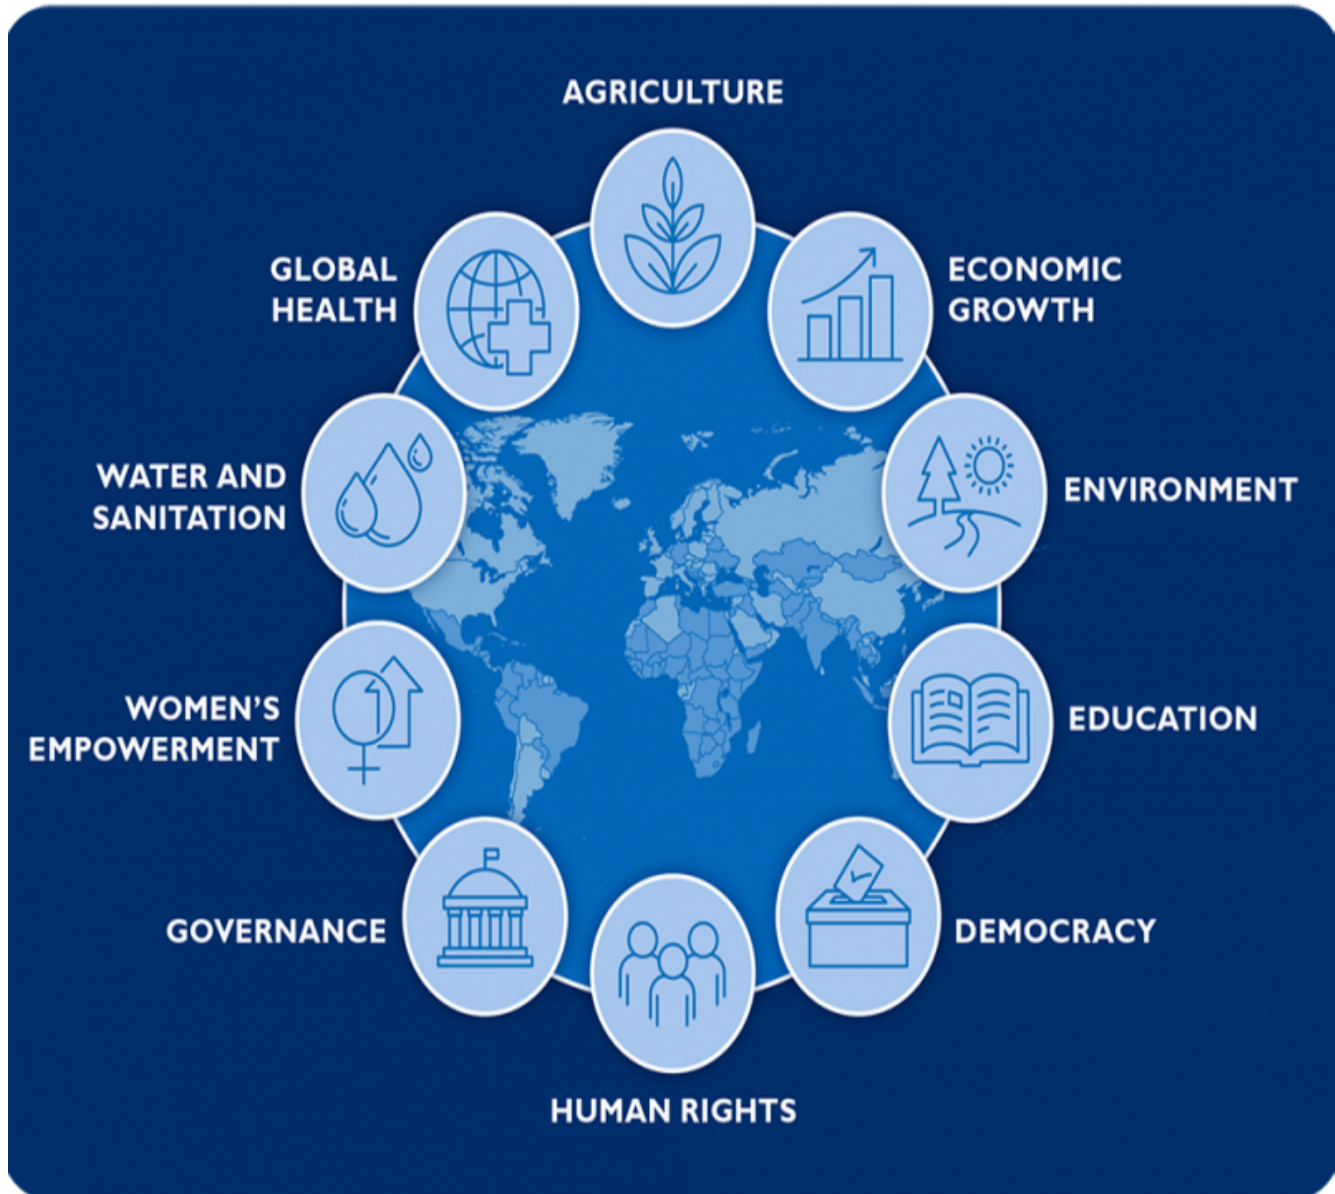 AGRICULTURE
GLOBAL
HEALTH
ECONOMIC
GROWTH
WATER AND
SANITATION
ENVIRONMENT
WOMEN'S
EMPOWERMENT
EDUCATION
GOVERNANCE
DEMOCRACY
HUMAN RIGHTS